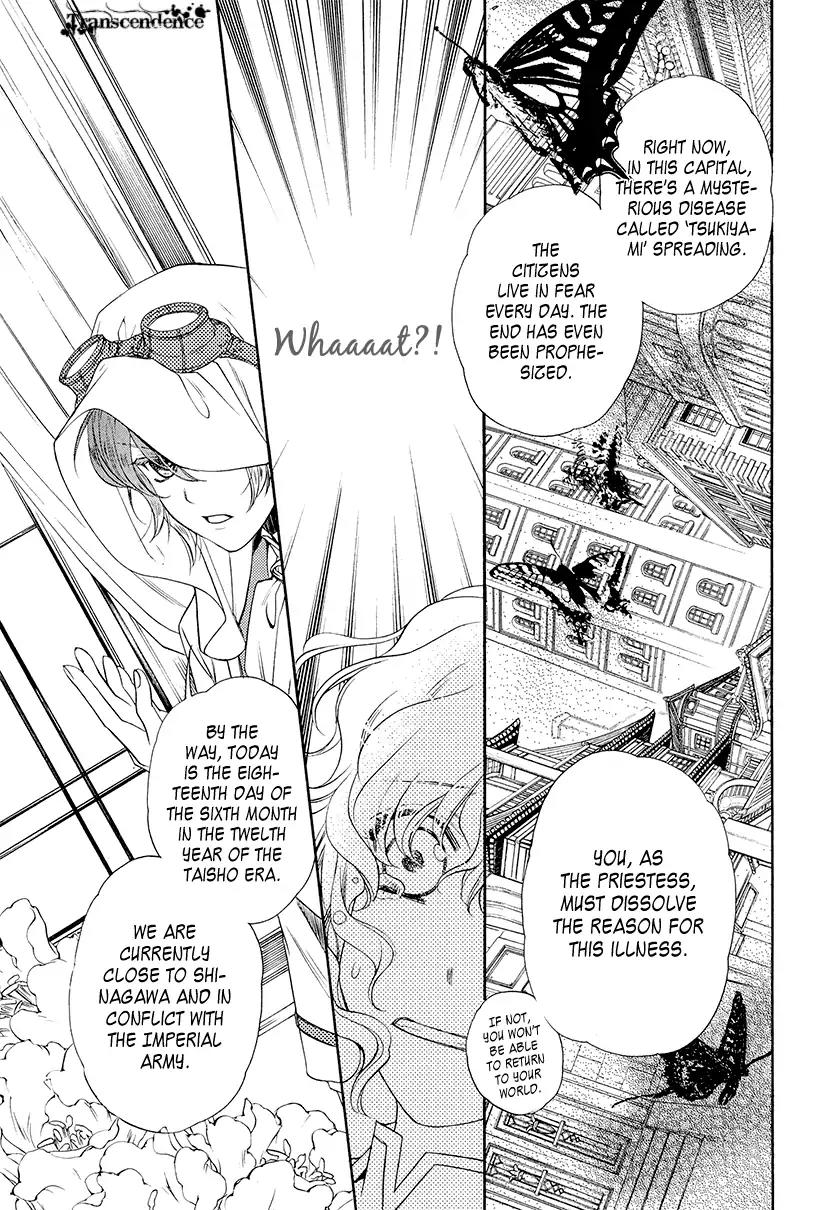 Transcendence
RIGHT NOW,
IN THIS CAPITAL,
THERE'S A MYSTE-
RIOUS DISEASE
CALLED 'TSUKIYA-
MI' SPREADING.
THE
CITIZENS
LIVE IN FEAR
EVERY DAY. THE
END HAS EVEN
BEEN PROPHE-
SIZED.
YOU, AS
THE PRIESTESS,
MUST DISSOLVE
THE REASON FOR
THIS ILLNESS.
IF NOT,
YOU WON'T
BE ABLE
TO RETURN
TO YOUR
WORLD.
Whaaaat?!
BY THE
WAY, TODAY
IS THE EIGH-
TEENTH DAY OF
THE SIXTH MONTH
IN THE TWELTH
YEAR OF THE
TAISHO ERA.
WE ARE
CURRENTLY
CLOSE TO SHI-
NAGAWA AND IN
CONFLICT WITH
THE IMPERIAL
ARMY.